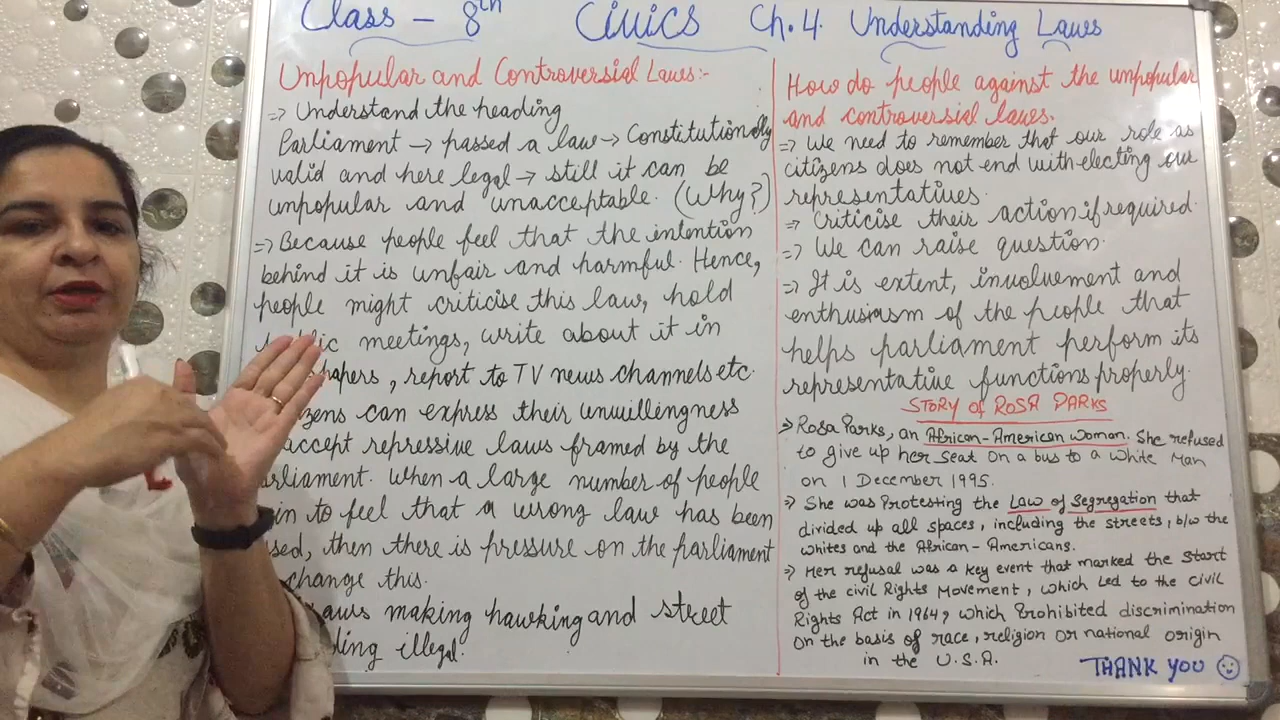 Class - 8th Civics Ch.4. Understanding Laws
Unpopular and Controversial Laws:-
=> Understand the heading
Parliament → passed a law → Constitutionally
valid and here legal → still it can be
unpopular and unacceptable. (Why?)
=> Because people feel that the intention
behind it is unfair and harmful. Hence,
people might criticise this law, hold
meetings, write about it in
papers, report to TV news channels etc.
can express their unwillingness
accept repressive laws framed by the
When a large number of people
to feel that a wrong law has been
then there is pressure on the parliament
change this.
making hawking and street
illegal.
How do people against the unpopular
and controversial laws.
=> We need to remember that our role as
citizens does not end with electing our
representatives.
=> Criticise their action if required.
=> We can raise question.
=> It is extent, involvement and
enthusiasm of the people that
helps parliament perform its
representative functions properly.
STORY of ROSA PARKS
=> Rosa Parks, an African-American woman. She refused
to give up her seat on a bus to a white Man
on 1 December 1995.
=> She was Protesting the Law of Segregation that
divided up all spaces, including the streets, b/w the
whites and the African-Americans.
=> Her refusal was a key event that marked the start
of the civil Rights Movement, which Led to the civil
Rights Act in 1964, which Prohibited discrimination
on the basis of race, religion or national origin
in the U.S.A.
THANK YOU ☺